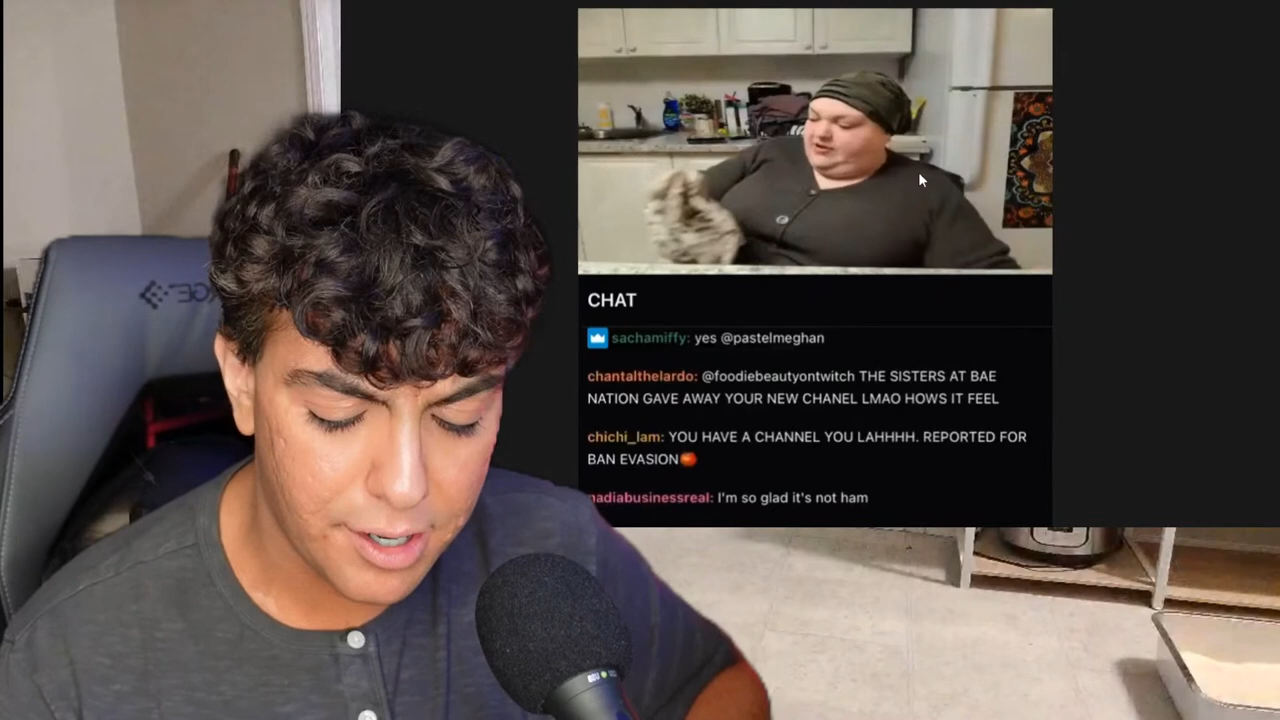 CHAT
sachamiffy: yes @pastelmeghan
chantalthelardo: @foodiebeautyontwitch THE SISTERS AT BAE
NATION GAVE AWAY YOUR NEW CHANEL LMAO HOWS IT FEEL
chichi_lam: YOU HAVE A CHANNEL YOU LAHHHH. REPORTED FOR
BAN EVASION
nadiabusinessreal: I'm so glad it's not ham